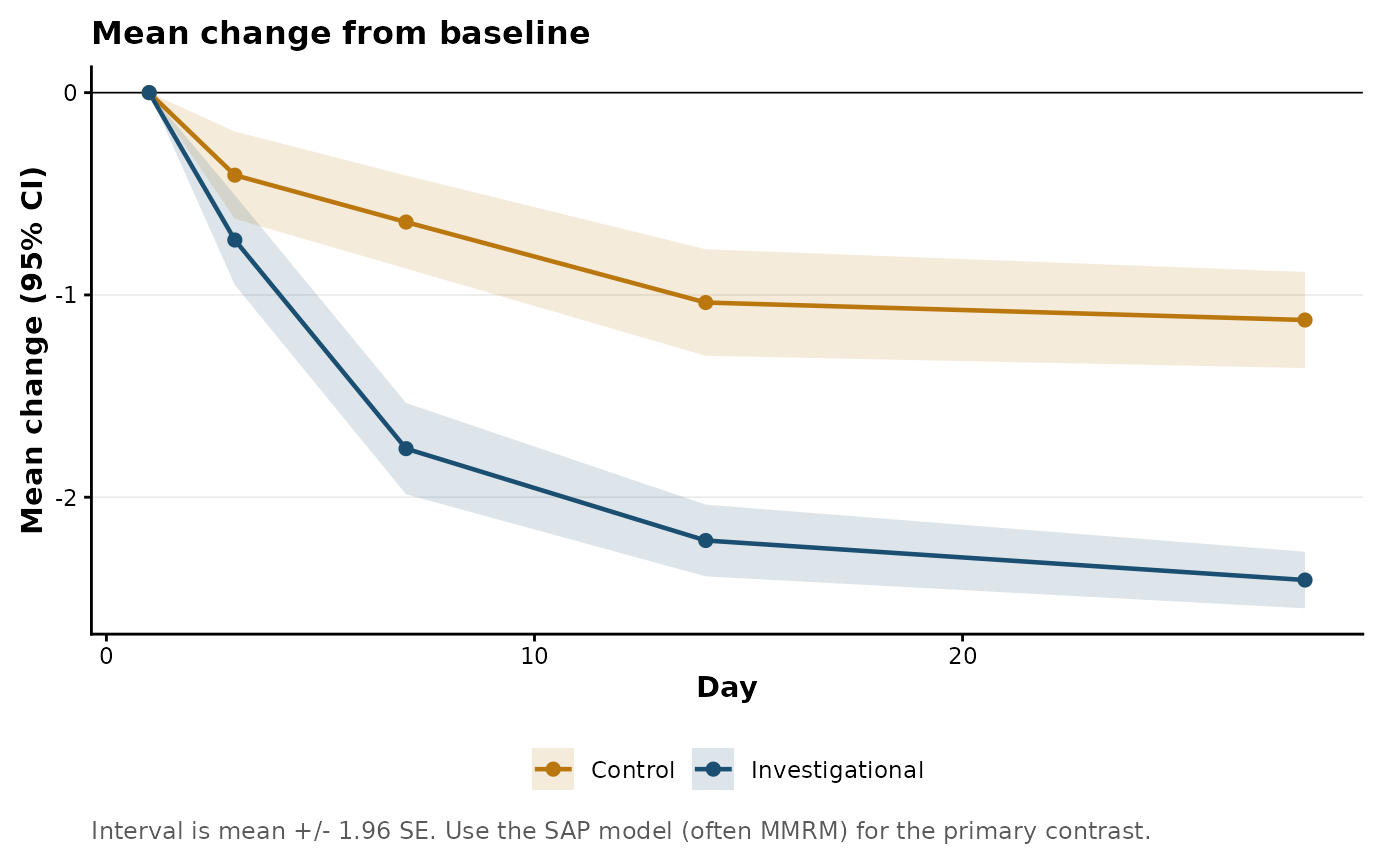 Mean change from baseline
Mean change (95% CI)
0
-1
-2
0
10
20
Day
Control
Investigational
Interval is mean +/- 1.96 SE. Use the SAP model (often MMRM) for the primary contrast.